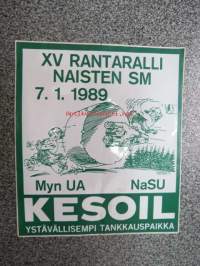 XV RANTARALLI
NAISTEN SM
7. 1. 1989
Myn UA NaSU
KESOIL
YSTÄVÄLLISEMPI TANKKAUSPAIKKA